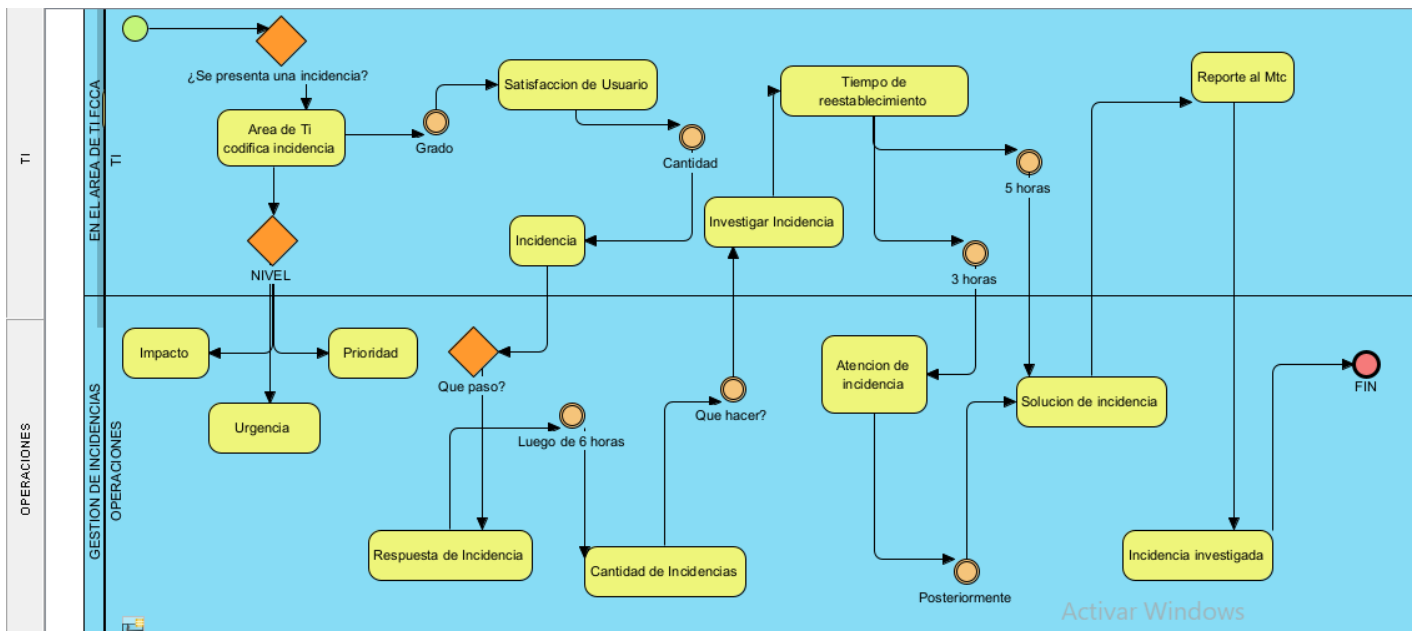 TI
OPERACIONES
GESTION DE INCIDENCIAS EN EL AREA DE TI FCCA
TI
OPERACIONES
¿Se presenta una incidencia?
Area de Ti
codifica incidencia
Grado
Satisfaccion de Usuario
Cantidad
Incidencia
NIVEL
Impacto
Prioridad
Urgencia
Que paso?
Respuesta de Incidencia
Luego de 6 horas
Cantidad de Incidencias
Que hacer?
Investigar Incidencia
Tiempo de
reestablecimiento
5 horas
3 horas
Atencion de
incidencia
Posteriormente
Solucion de incidencia
Reporte al Mtc
Incidencia investigada
FIN
Activar Windows